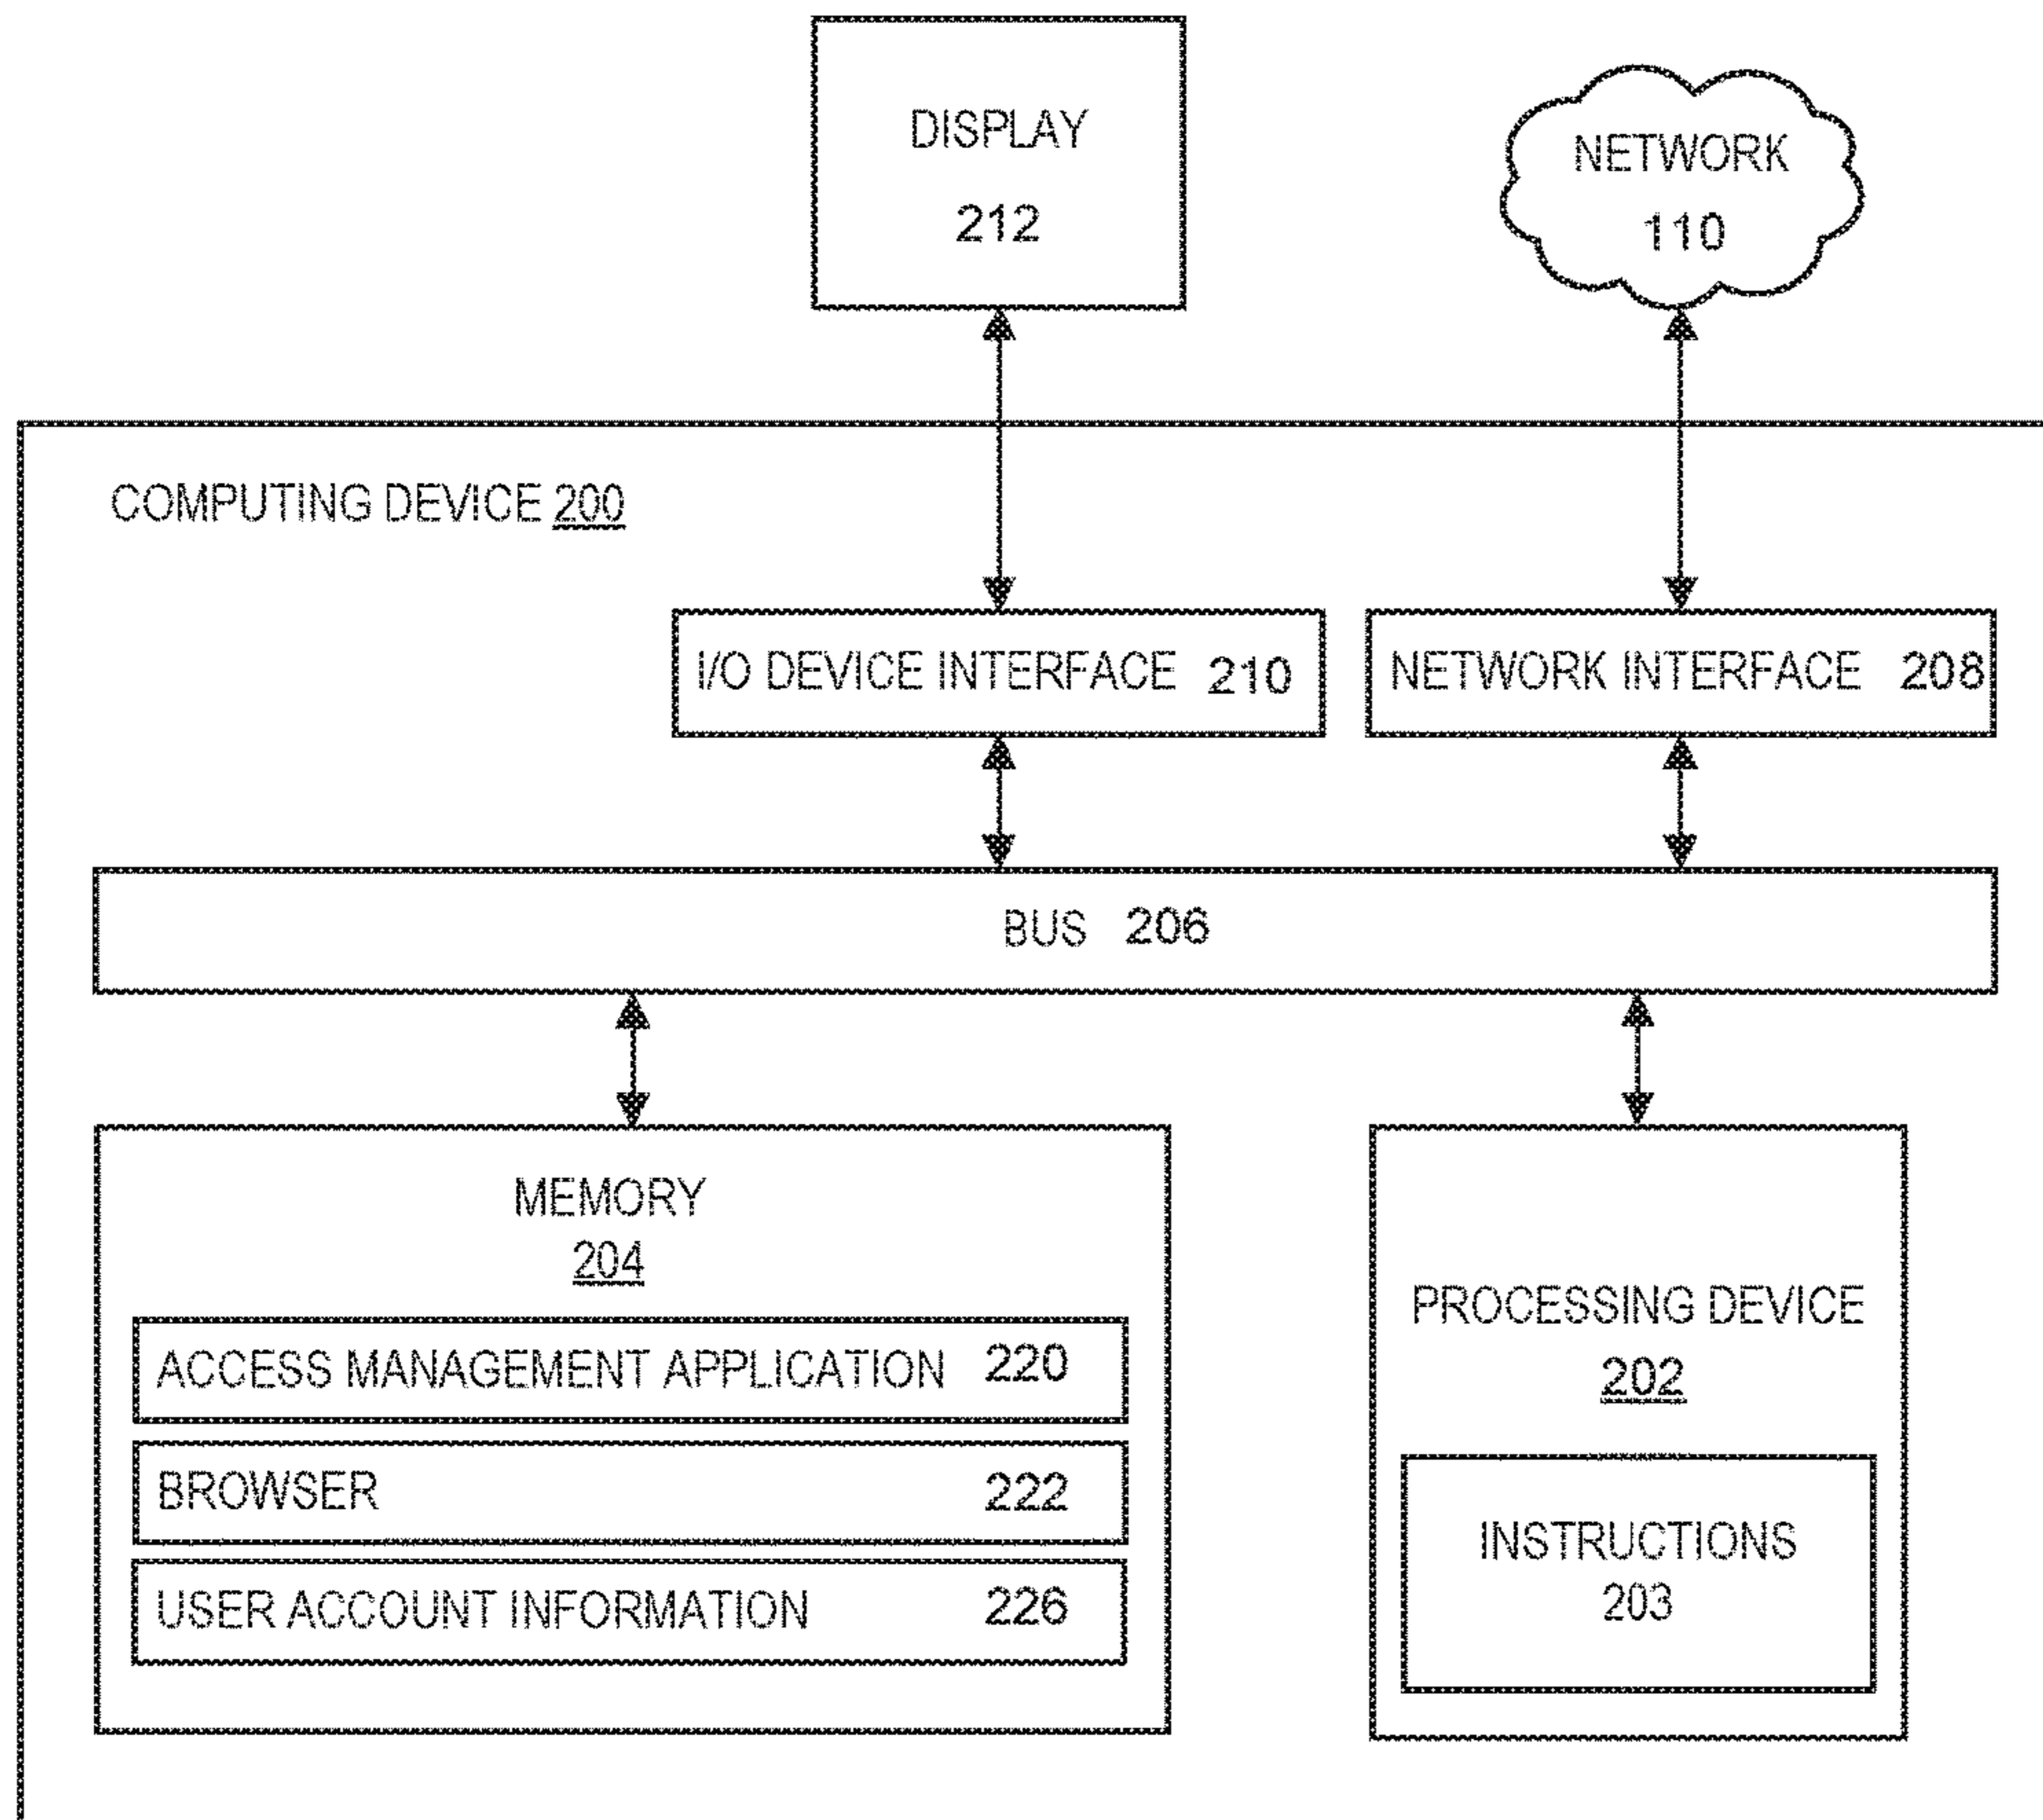 DISPLAY
212
NETWORK
110
COMPUTING DEVICE 200
I/O DEVICE INTERFACE 210
NETWORK INTERFACE 208
BUS 206
MEMORY
204
ACCESS MANAGEMENT APPLICATION 220
BROWSER 222
USER ACCOUNT INFORMATION 226
PROCESSING DEVICE
202
INSTRUCTIONS
203